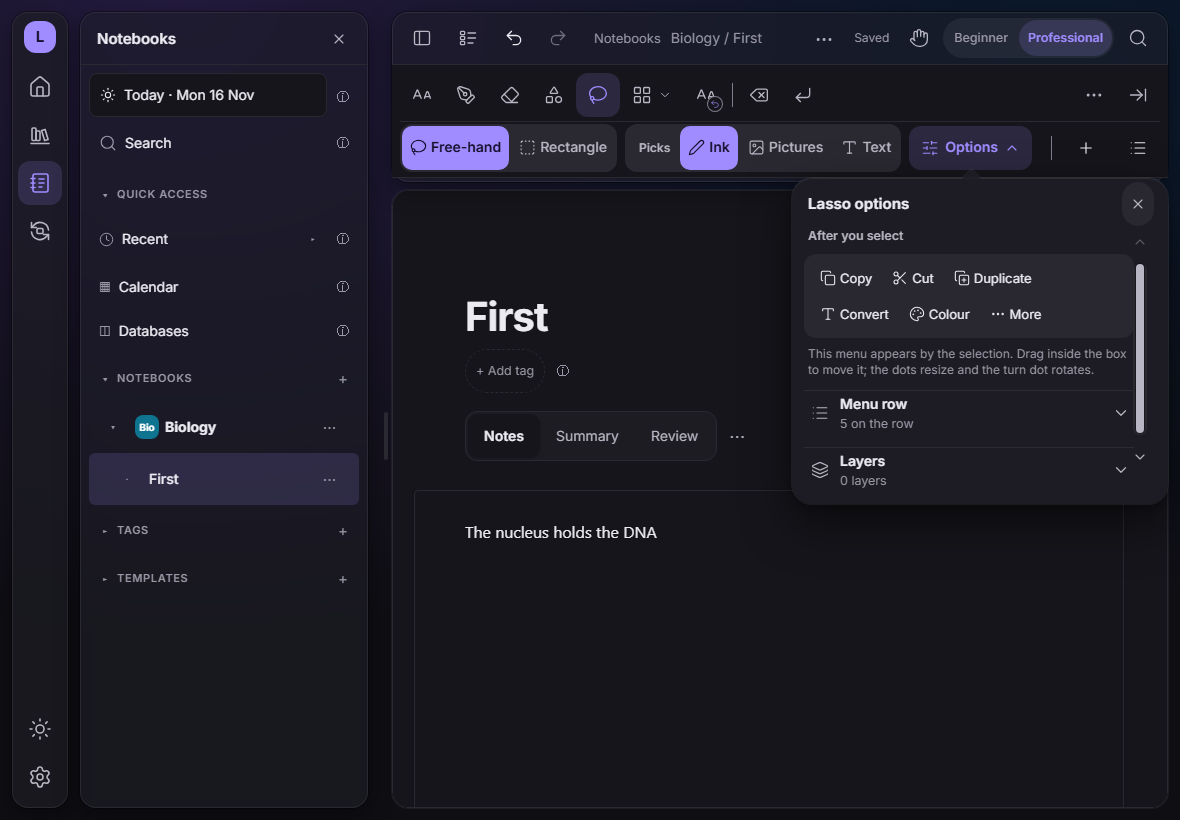 L
Notebooks
Today · Mon 16 Nov
Search
QUICK ACCESS
Recent
Calendar
Databases
NOTEBOOKS
Bio Biology
First
TAGS
TEMPLATES
Notebooks Biology / First
Saved
Beginner Professional
AA AA
Free-hand Rectangle Picks Ink Pictures Text Options
First
+ Add tag
Notes Summary Review
The nucleus holds the DNA
Lasso options
After you select
Copy Cut Duplicate
Convert Colour More
This menu appears by the selection. Drag inside the box
to move it; the dots resize and the turn dot rotates.
Menu row
5 on the row
Layers
0 layers